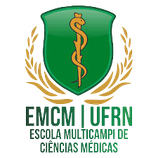 EMCM | UFRN
ESCOLA MULTICAMPI DE
CIÊNCIAS MÉDICAS